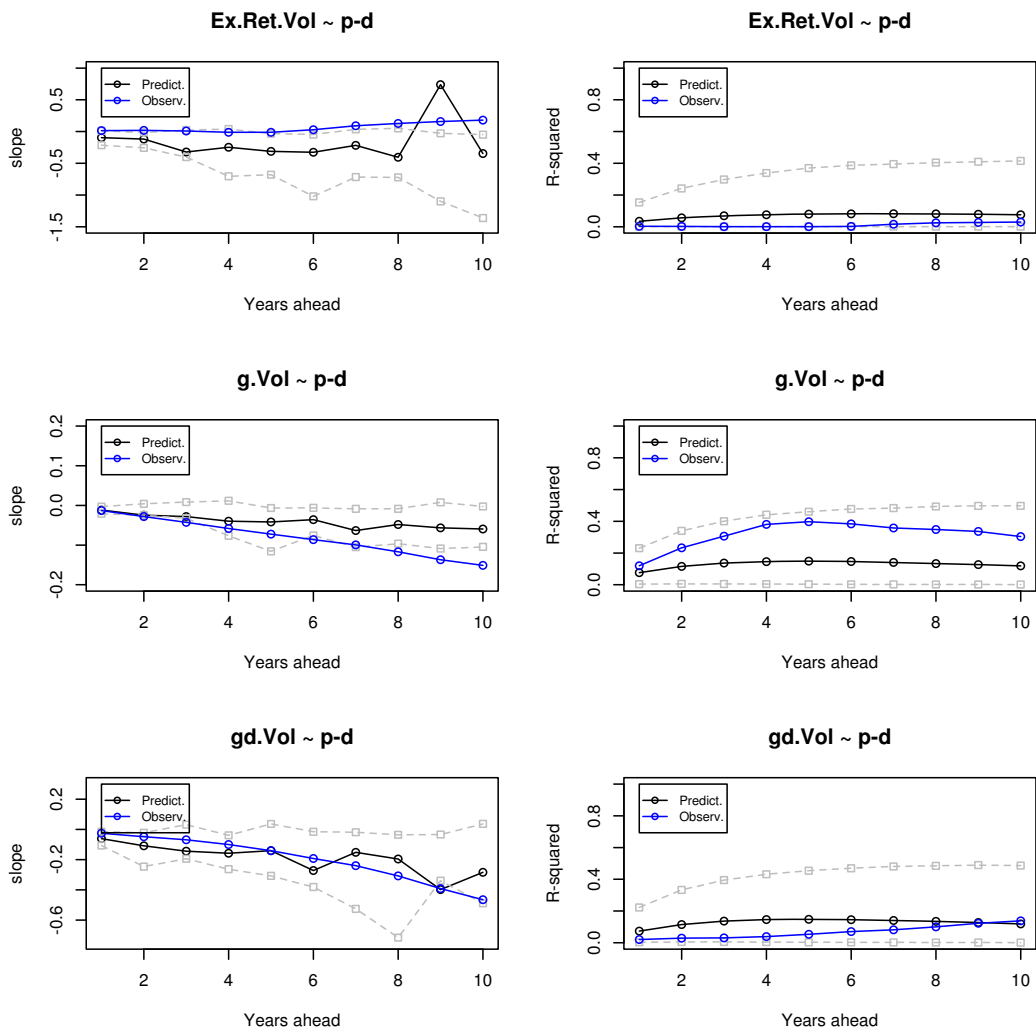 Ex.Ret.Vol ~ p-d
slope
0.5
-0.5
-1.5
Predict.
Observ.
2 4 6 8 10
Years ahead
Ex.Ret.Vol ~ p-d
R-squared
0.8
0.4
0.0
Predict.
Observ.
2 4 6 8 10
Years ahead
g.Vol ~ p-d
slope
0.2
0.0
-0.2
Predict.
Observ.
2 4 6 8 10
Years ahead
g.Vol ~ p-d
R-squared
0.8
0.4
0.0
Predict.
Observ.
2 4 6 8 10
Years ahead
gd.Vol ~ p-d
slope
0.2
-0.2
-0.6
Predict.
Observ.
2 4 6 8 10
Years ahead
gd.Vol ~ p-d
R-squared
0.8
0.4
0.0
Predict.
Observ.
2 4 6 8 10
Years ahead